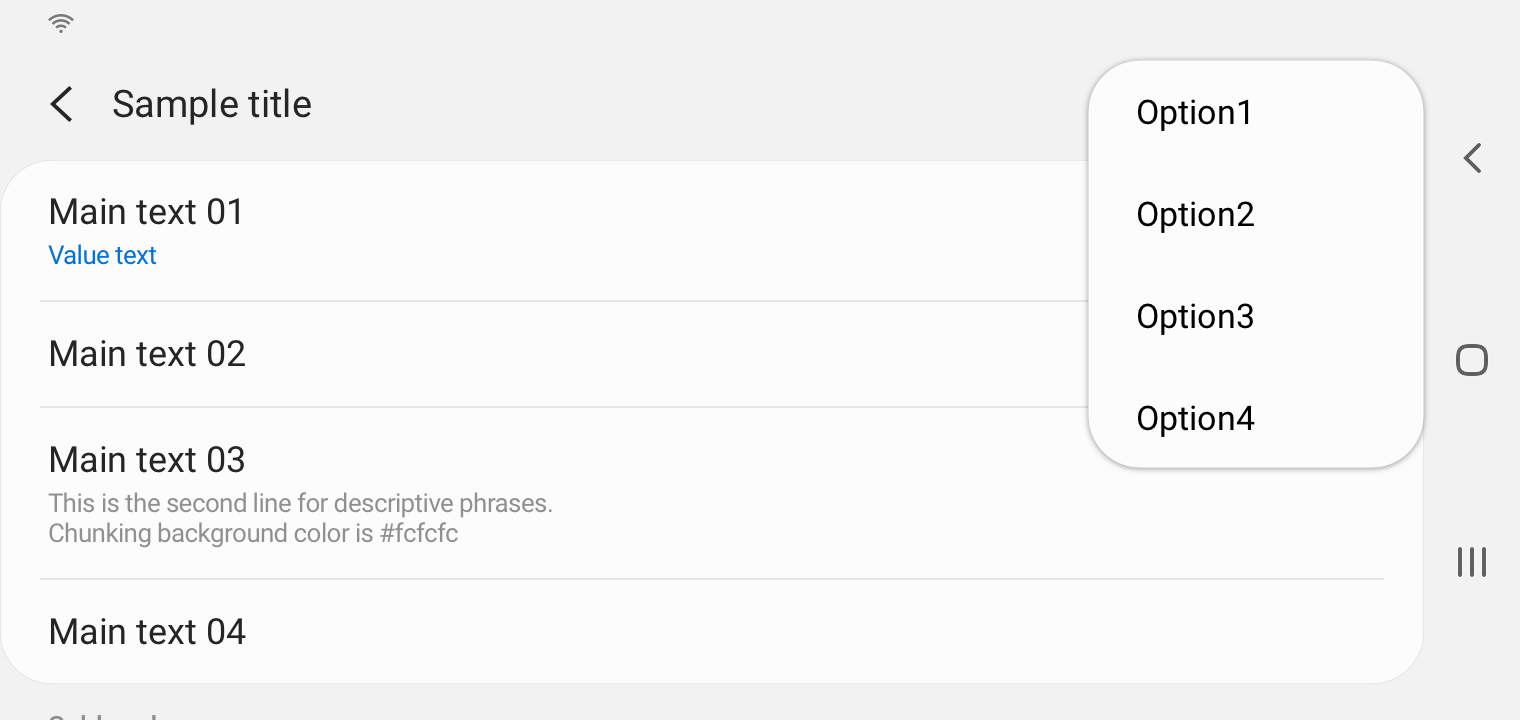 Sample title
Option1
Option2
Option3
Option4
Main text 01
Value text
Main text 02
Main text 03
This is the second line for descriptive phrases.
Chunking background color is #fcfcfc
Main text 04